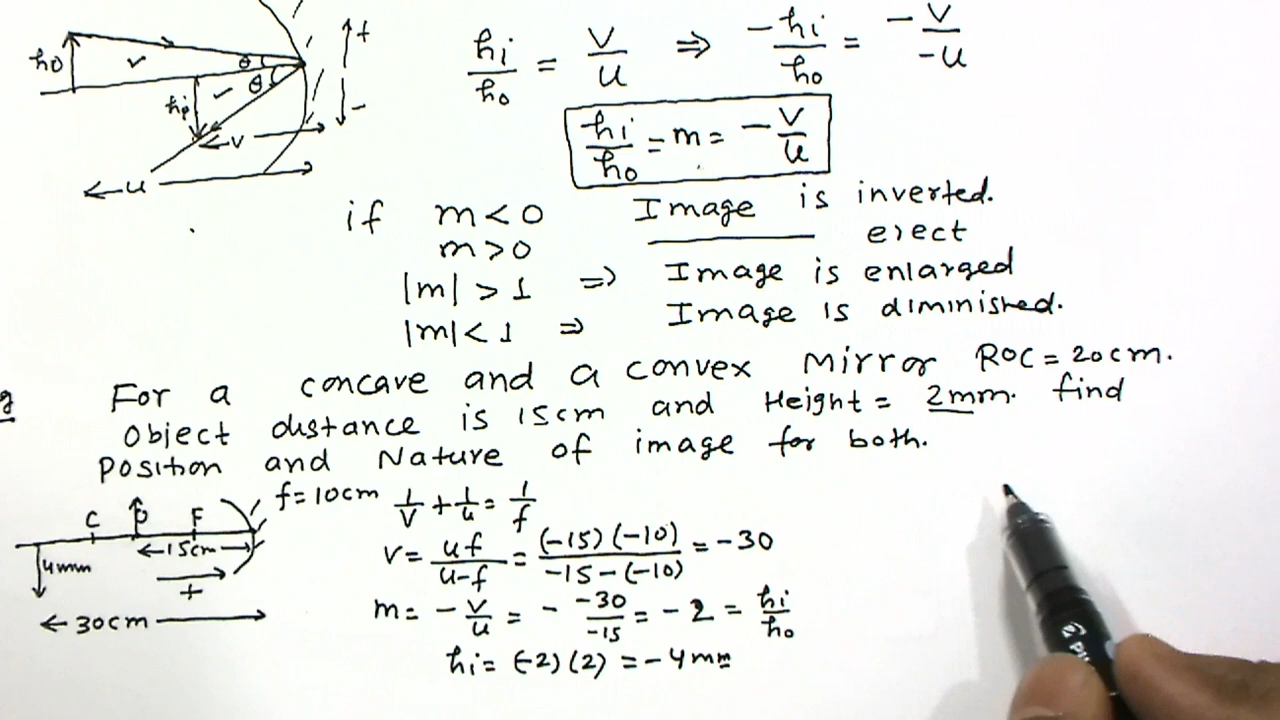 hi/ho = v/u ⇒ -hi/ho = -v/-u
ho θ θ hi v u + -
hi/ho = m = -v/u
if m < 0 Image is inverted.
m > 0 ——— erect
|m| > 1 ⇒ Image is enlarged
|m| < 1 ⇒ Image is diminished.
For a concave and a convex mirror ROC = 20cm.
Object distance is 15cm and Height = 2mm. find
Position and Nature of image for both.
f = 10cm 1/v + 1/u = 1/f
C F
15cm
4mm
+
30cm
v = uf/u-f = (-15)(-10)/-15-(-10) = -30
m = -v/u = - -30/-15 = -2 = hi/ho
hi = (-2)(2) = -4mm